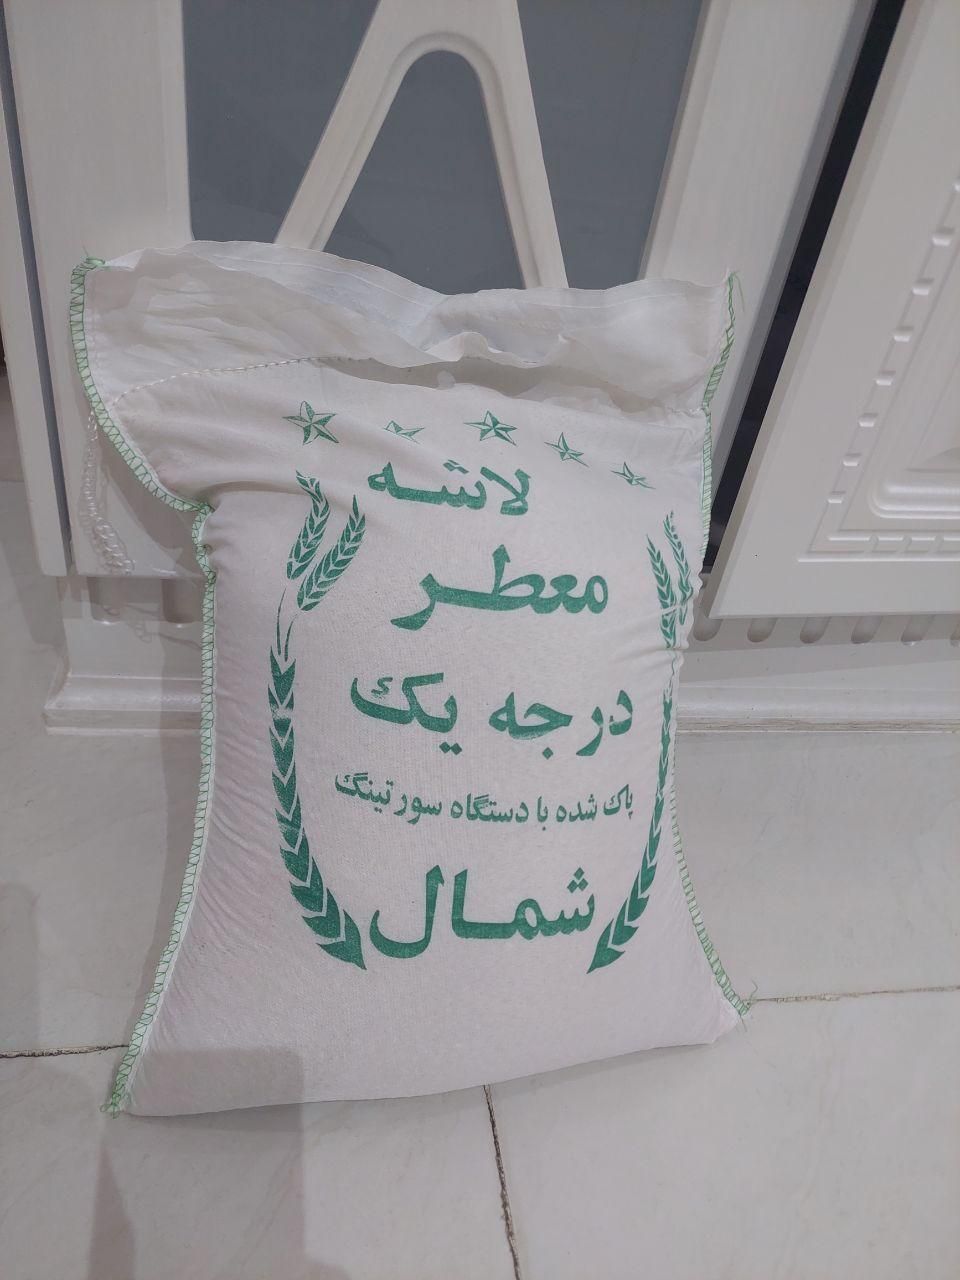 لاشه
معطر
درجه یک
پاک شده با دستگاه سورتینگ
شمال